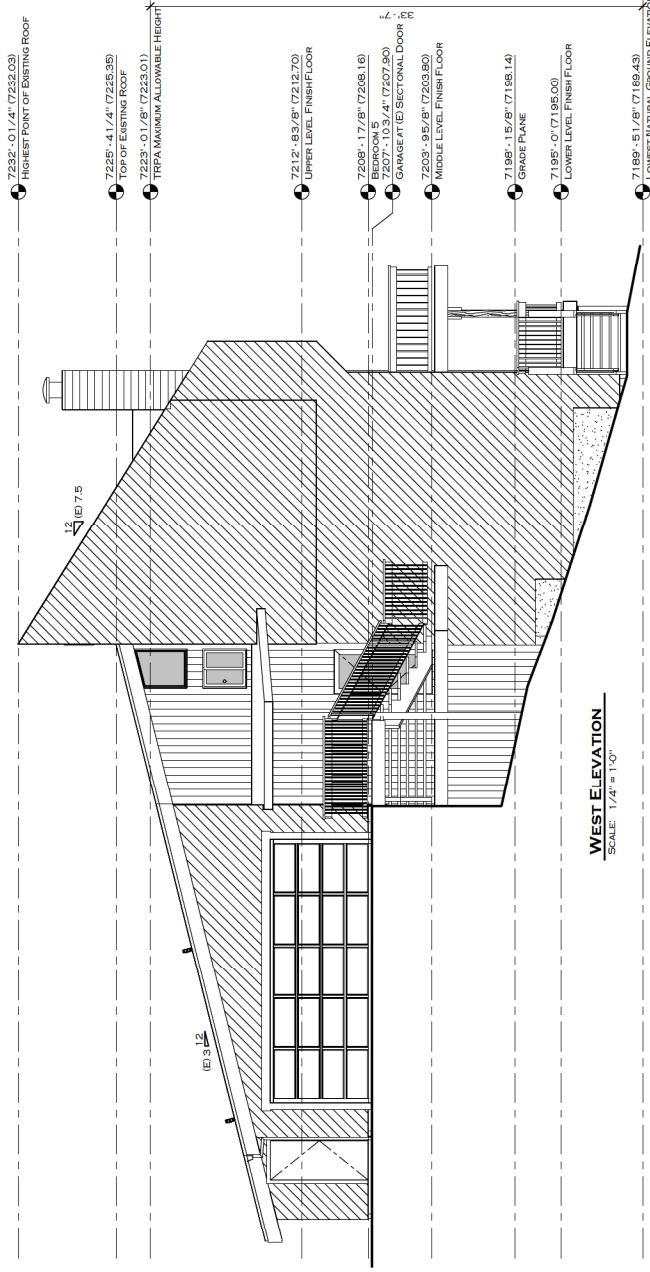 7232' - 0 1/4" (7232.03)
HIGHEST POINT OF EXISTING ROOF
7225' - 4 1/4" (7225.35)
TOP OF EXISTING ROOF
7223' - 0 1/8" (7223.01)
TRPA MAXIMUM ALLOWABLE HEIGHT
7212' - 8 3/8" (7212.70)
UPPER LEVEL FINISH FLOOR
7208' - 1 7/8" (7208.16)
BEDROOM 5
7207' - 10 3/4" (7207.90)
GARAGE AT (E) SECTIONAL DOOR
7203' - 9 5/8" (7203.80)
MIDDLE LEVEL FINISH FLOOR
7198' - 1 5/8" (7198.14)
GRADE PLANE
7195' - 0" (7195.00)
LOWER LEVEL FINISH FLOOR
7189' - 5 1/8" (7189.43)
LOWEST NATURAL GROUND ELEVATION
33' - 7"
12
(E) 7.5
12
(E) 3
WEST ELEVATION
SCALE: 1/4" = 1'-0"